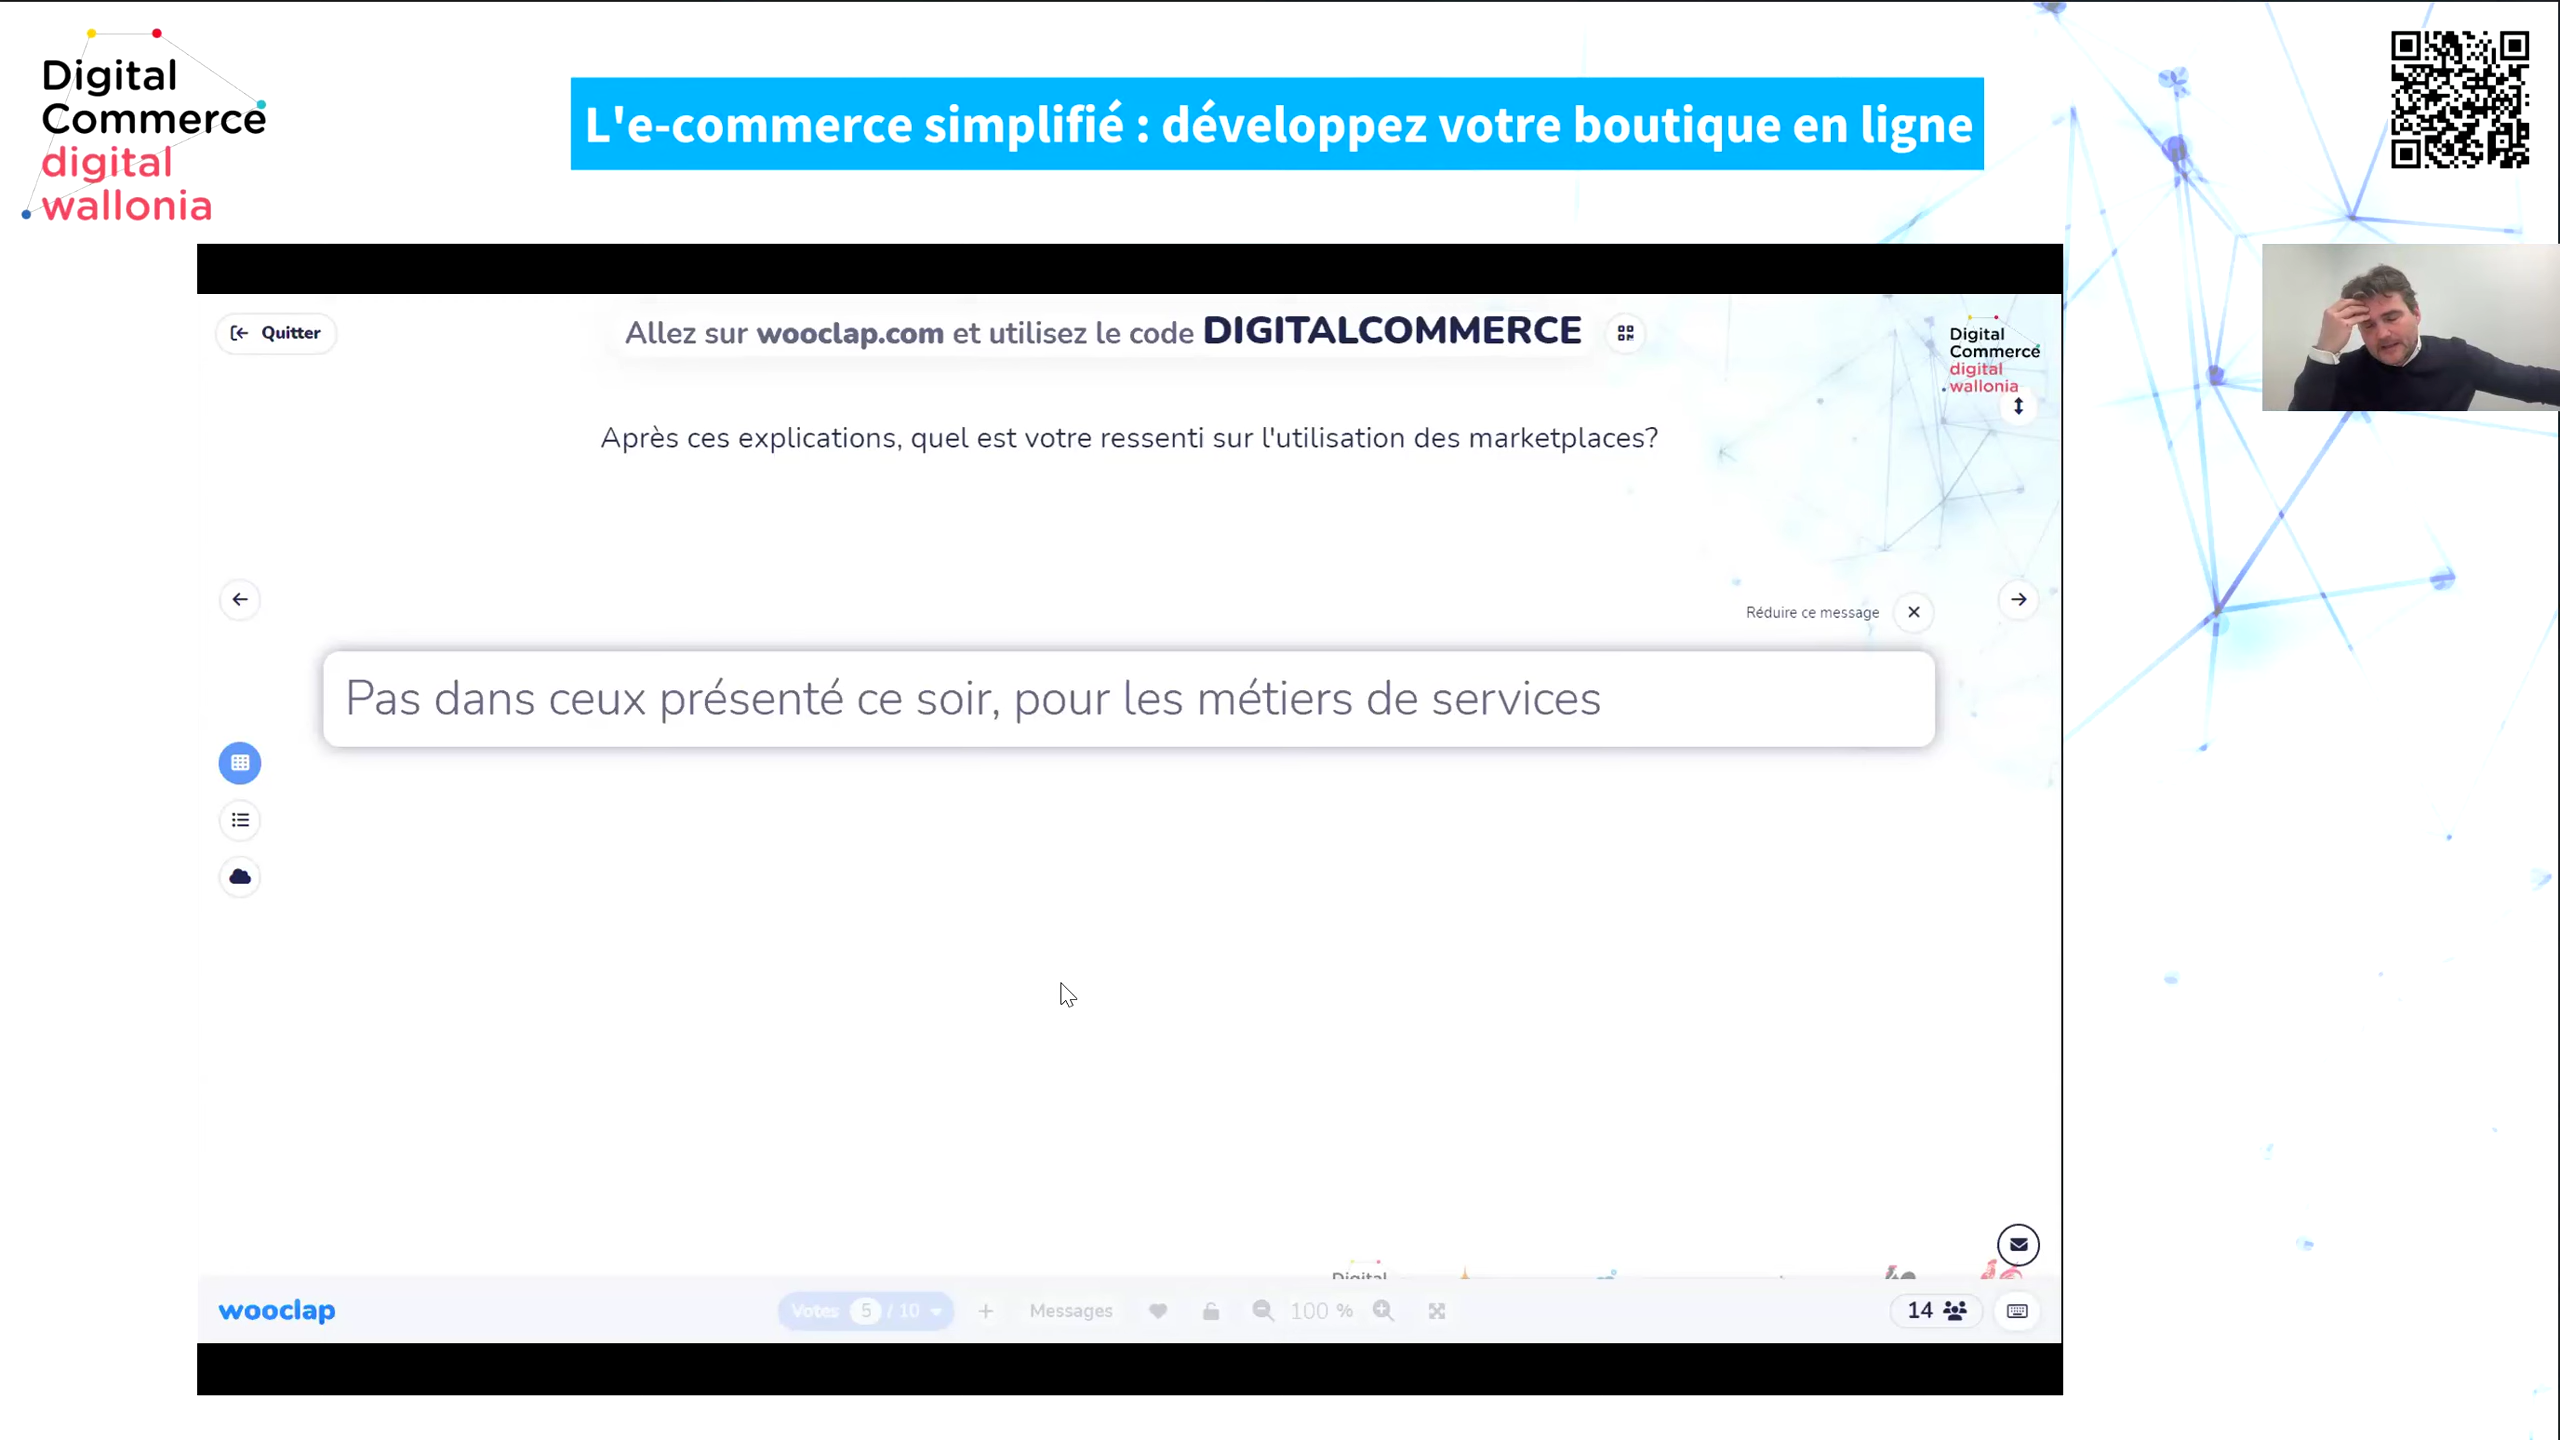 Digital
Commerce
digital
wallonia
L'e-commerce simplifié : développez votre boutique en ligne
Quitter
Allez sur wooclap.com et utilisez le code DIGITALCOMMERCE
Digital
Commerce
digital
wallonia
Après ces explications, quel est votre ressenti sur l'utilisation des marketplaces?
Réduire ce message
Pas dans ceux présenté ce soir, pour les métiers de services
Digital
wooclap
Votes 5 / 10
Messages
100 %
14